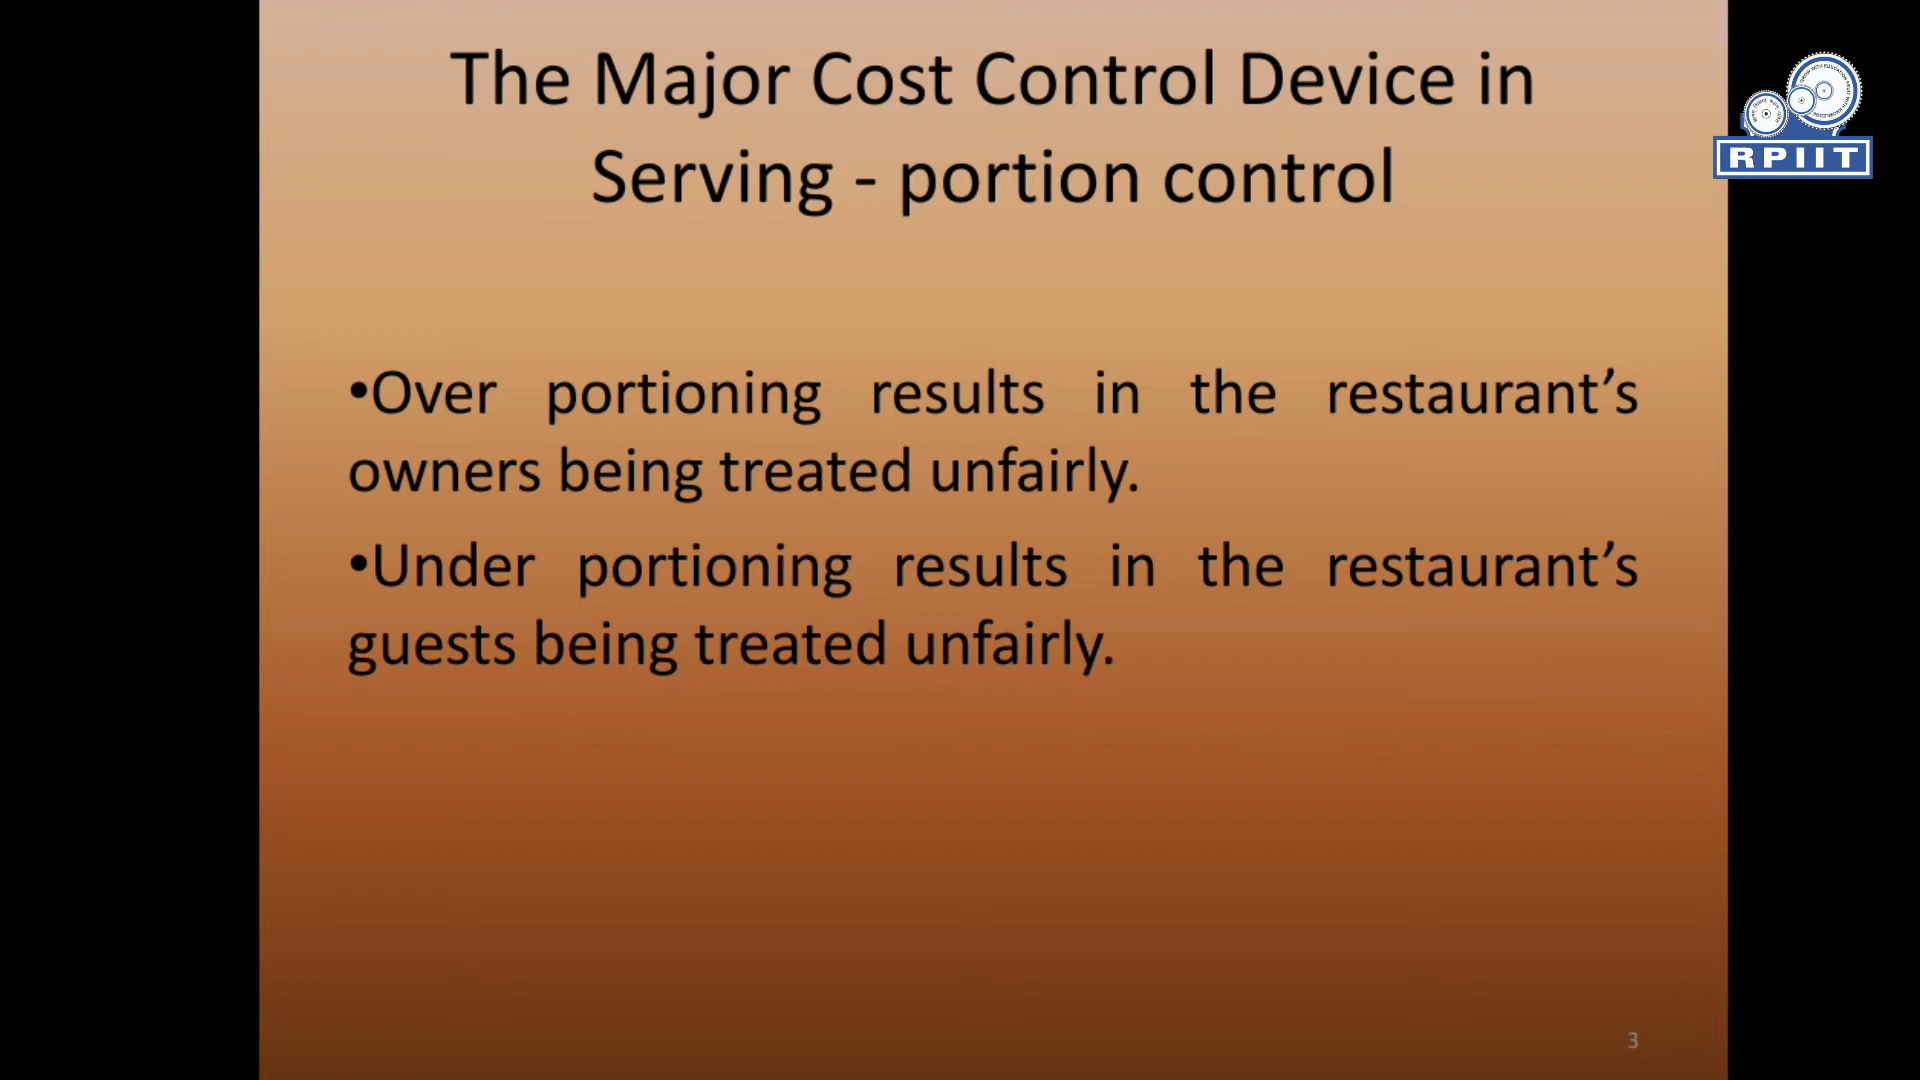 The Major Cost Control Device in
Serving - portion control
•Over portioning results in the restaurant’s
owners being treated unfairly.
•Under portioning results in the restaurant’s
guests being treated unfairly.
3
RPIIT